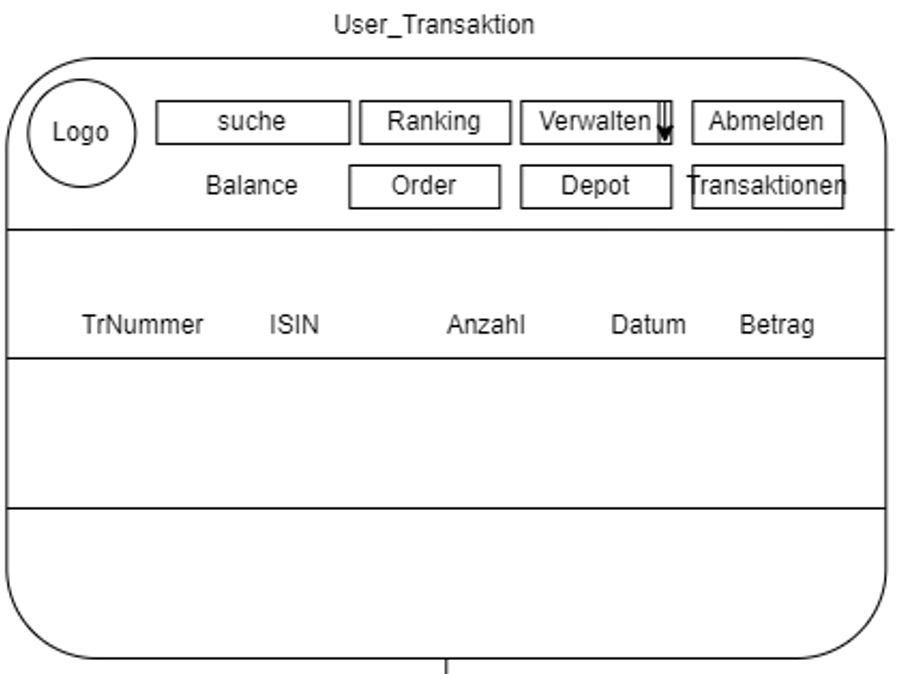 User_Transaktion
Logo
suche Ranking Verwalten Abmelden
Balance Order Depot Transaktionen
TrNummer ISIN Anzahl Datum Betrag